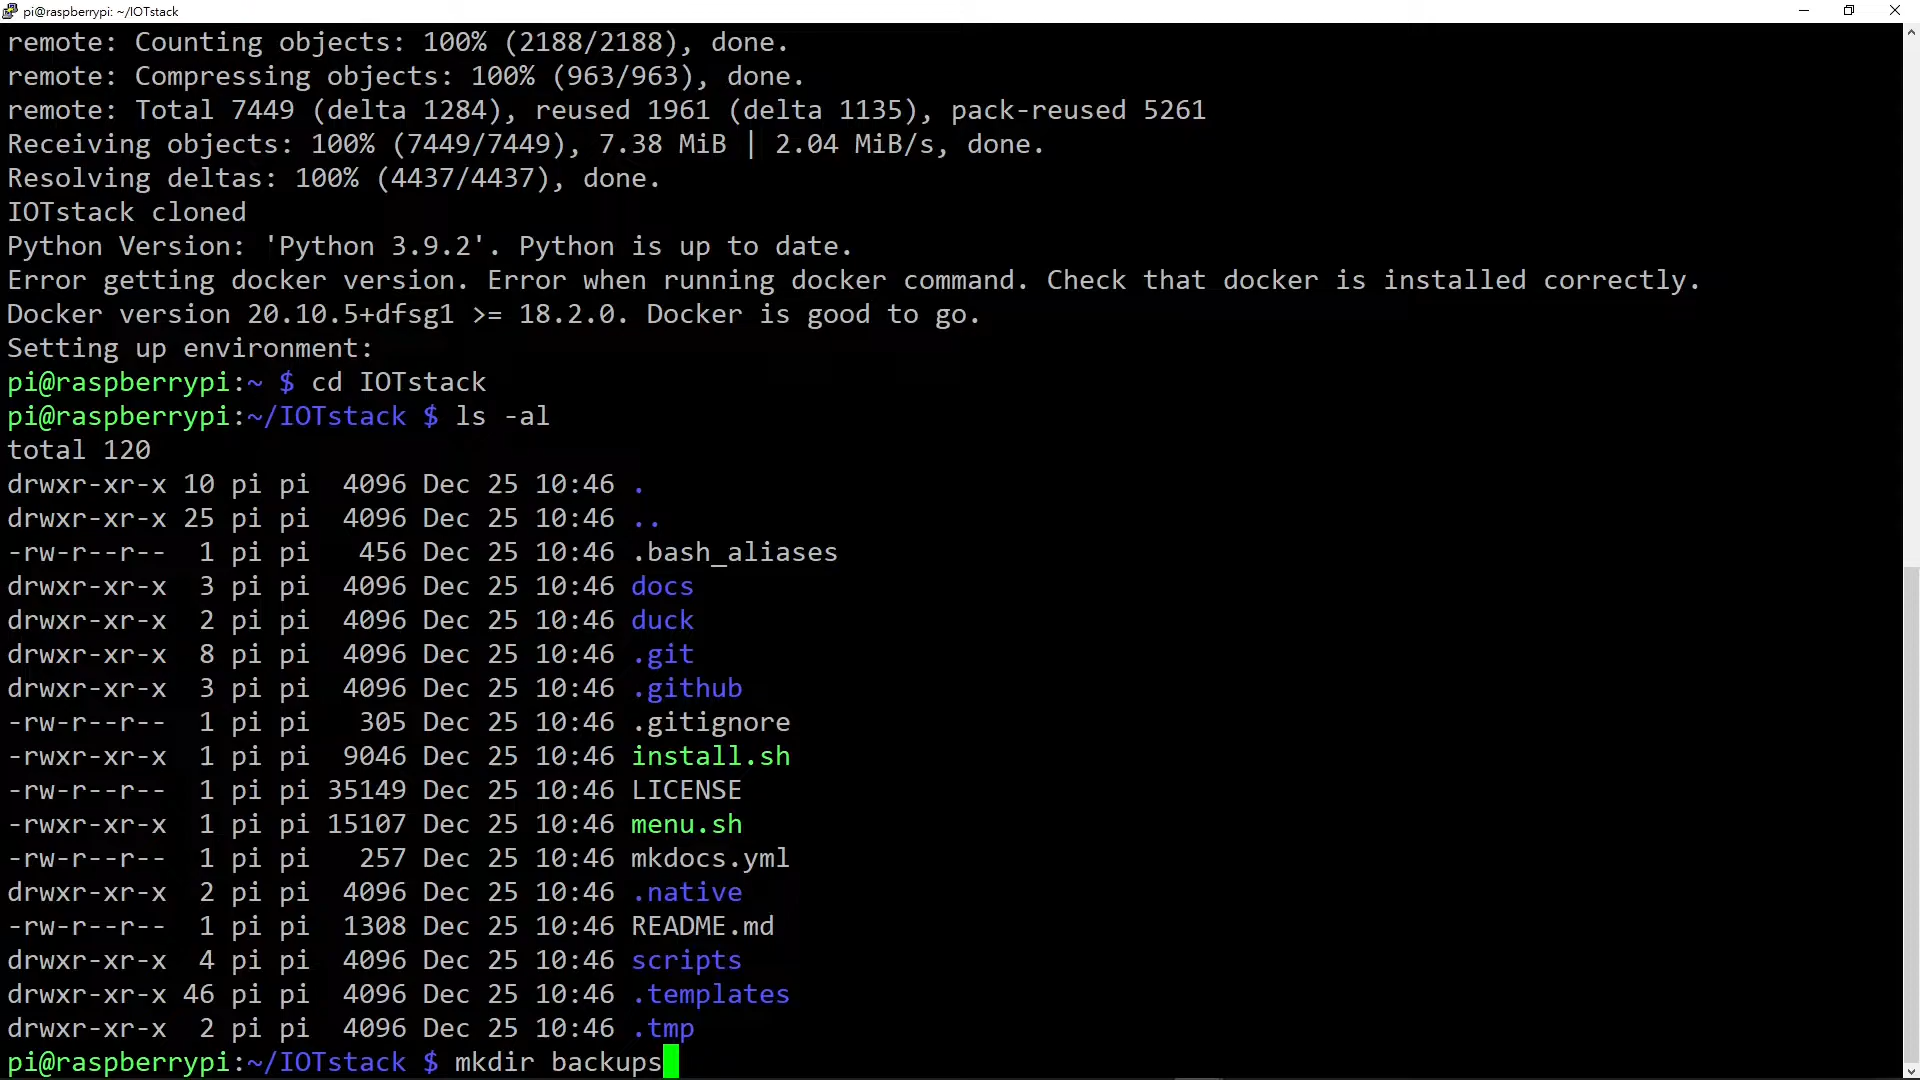 pi@raspberrypi: ~/IOTstack
remote: Counting objects: 100% (2188/2188), done.
remote: Compressing objects: 100% (963/963), done.
remote: Total 7449 (delta 1284), reused 1961 (delta 1135), pack-reused 5261
Receiving objects: 100% (7449/7449), 7.38 MiB | 2.04 MiB/s, done.
Resolving deltas: 100% (4437/4437), done.
IOTstack cloned
Python Version: 'Python 3.9.2'. Python is up to date.
Error getting docker version. Error when running docker command. Check that docker is installed correctly.
Docker version 20.10.5+dfsg1 >= 18.2.0. Docker is good to go.
Setting up environment:
pi@raspberrypi:~ $ cd IOTstack
pi@raspberrypi:~/IOTstack $ ls -al
total 120
drwxr-xr-x 10 pi pi  4096 Dec 25 10:46 .
drwxr-xr-x 25 pi pi  4096 Dec 25 10:46 ..
-rw-r--r--  1 pi pi   456 Dec 25 10:46 .bash_aliases
drwxr-xr-x  3 pi pi  4096 Dec 25 10:46 docs
drwxr-xr-x  2 pi pi  4096 Dec 25 10:46 duck
drwxr-xr-x  8 pi pi  4096 Dec 25 10:46 .git
drwxr-xr-x  3 pi pi  4096 Dec 25 10:46 .github
-rw-r--r--  1 pi pi   305 Dec 25 10:46 .gitignore
-rwxr-xr-x  1 pi pi  9046 Dec 25 10:46 install.sh
-rw-r--r--  1 pi pi 35149 Dec 25 10:46 LICENSE
-rwxr-xr-x  1 pi pi 15107 Dec 25 10:46 menu.sh
-rw-r--r--  1 pi pi   257 Dec 25 10:46 mkdocs.yml
drwxr-xr-x  2 pi pi  4096 Dec 25 10:46 .native
-rw-r--r--  1 pi pi  1308 Dec 25 10:46 README.md
drwxr-xr-x  4 pi pi  4096 Dec 25 10:46 scripts
drwxr-xr-x 46 pi pi  4096 Dec 25 10:46 .templates
drwxr-xr-x  2 pi pi  4096 Dec 25 10:46 .tmp
pi@raspberrypi:~/IOTstack $ mkdir backups